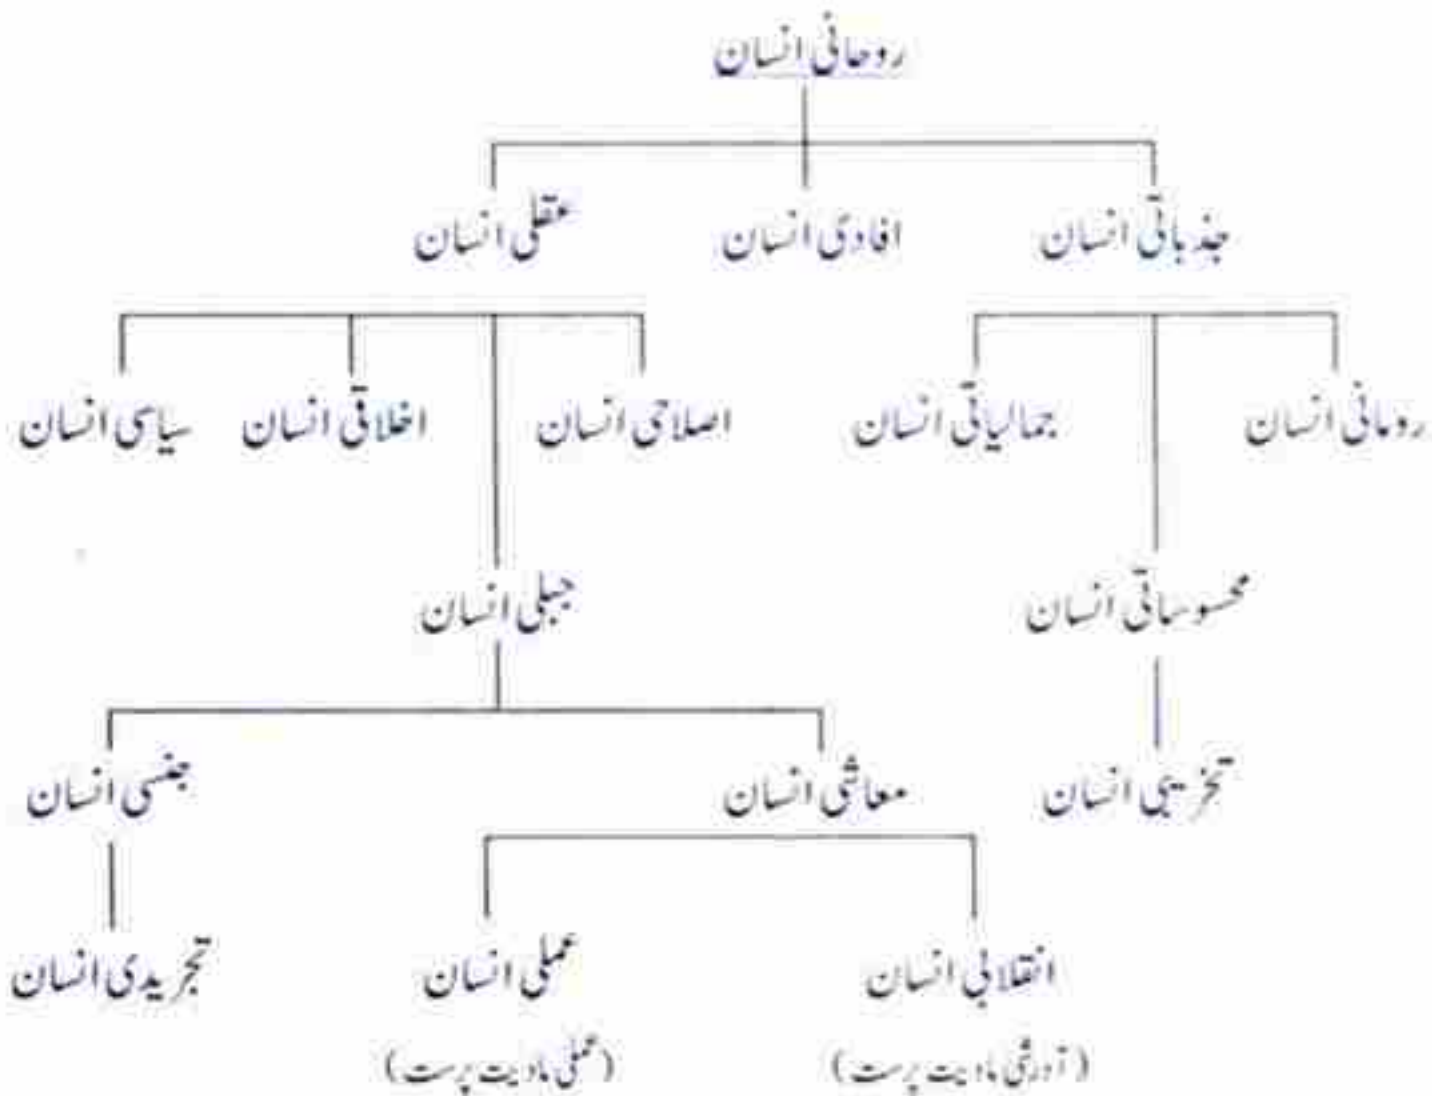 روحانی انسان
جذباتی انسان افادی انسان عقلی انسان
رومانی انسان جمالیاتی انسان اصلاحی انسان اخلاقی انسان سیاسی انسان
محسوساتی انسان جبلی انسان
تخریبی انسان معاشی انسان جنسی انسان
انقلابی انسان عملی انسان تجریدی انسان
(آدرشی مادیت پرست) (عملی مادیت پرست)